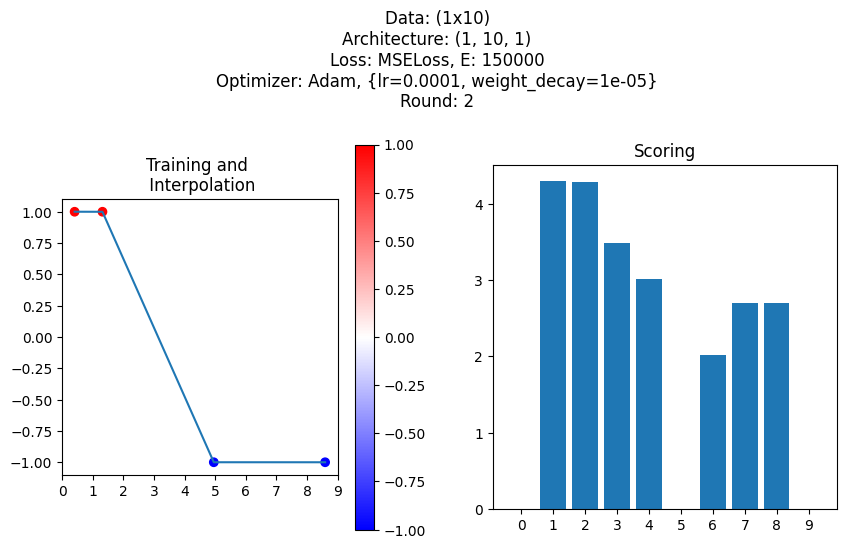 Data: (1x10)
Architecture: (1, 10, 1)
Loss: MSELoss, E: 150000
Optimizer: Adam, {lr=0.0001, weight_decay=1e-05}
Round: 2
Training and
Interpolation
1.00
0.75
0.50
0.25
0.00
−0.25
−0.50
−0.75
−1.00
0 1 2 3 4 5 6 7 8 9
1.00
0.75
0.50
0.25
0.00
−0.25
−0.50
−0.75
−1.00
Scoring
4
3
2
1
0
0 1 2 3 4 5 6 7 8 9